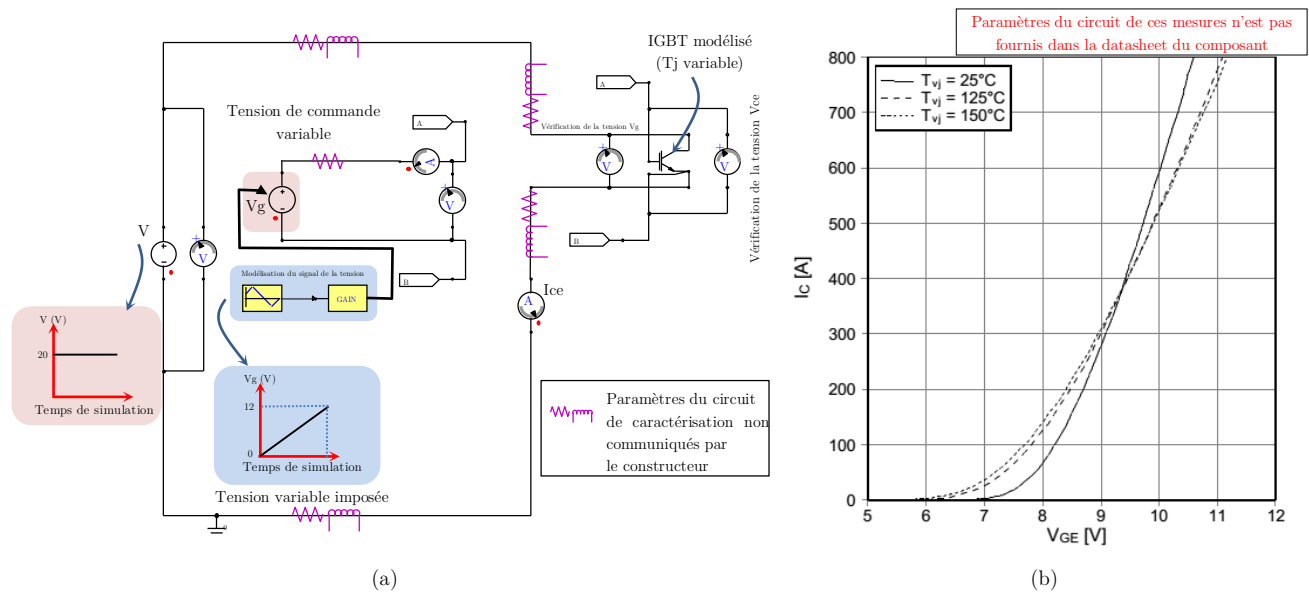 IGBT modélisé
(Tj variable)
A
Tension de commande
variable
A
Vérification de la tension Vg
Vérification de la tension Vce
A
+
V
+
V
+
V
Vg
+
-
V
+
-
+
V
B
B
Modélisation du signal de la tension
GAIN
Ice
A
V (V)
20
Temps de simulation
Vg (V)
12
0
Temps de simulation
Tension variable imposée
0
Paramètres du circuit
de caractérisation non
communiqués par
le constructeur
(a)
Paramètres du circuit de ces mesures n'est pas
fournis dans la datasheet du composant
800
700
600
500
400
300
200
100
0
T vj = 25°C
T vj = 125°C
T vj = 150°C
IC [A]
5 6 7 8 9 10 11 12
VGE [V]
(b)